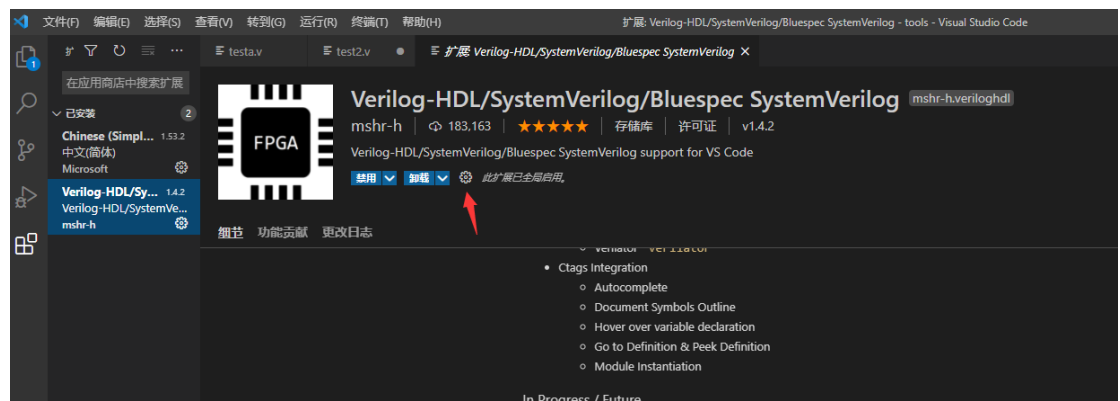 文件(F) 编辑(E) 选择(S) 查看(V) 转到(G) 运行(R) 终端(T) 帮助(H) 扩展: Verilog-HDL/SystemVerilog/Bluespec SystemVerilog - tools - Visual Studio Code
testa.v test2.v 扩展: Verilog-HDL/SystemVerilog/Bluespec SystemVerilog
1
在应用商店中搜索扩展
已安装 2
Chinese (Simpl... 1.53.2
中文(简体)
Microsoft
Verilog-HDL/Sy... 1.4.2
Verilog-HDL/SystemVe...
mshr-h
FPGA
Verilog-HDL/SystemVerilog/Bluespec SystemVerilog mshr-h.veriloghdl
mshr-h 183,163 ★★★★★ 存储库 许可证 v1.4.2
Verilog-HDL/SystemVerilog/Bluespec SystemVerilog support for VS Code
禁用 卸载 此扩展已全局启用。
细节 功能贡献 更改日志
Verilator verilator
Ctags Integration
Autocomplete
Document Symbols Outline
Hover over variable declaration
Go to Definition & Peek Definition
Module Instantiation
In Progress / Future